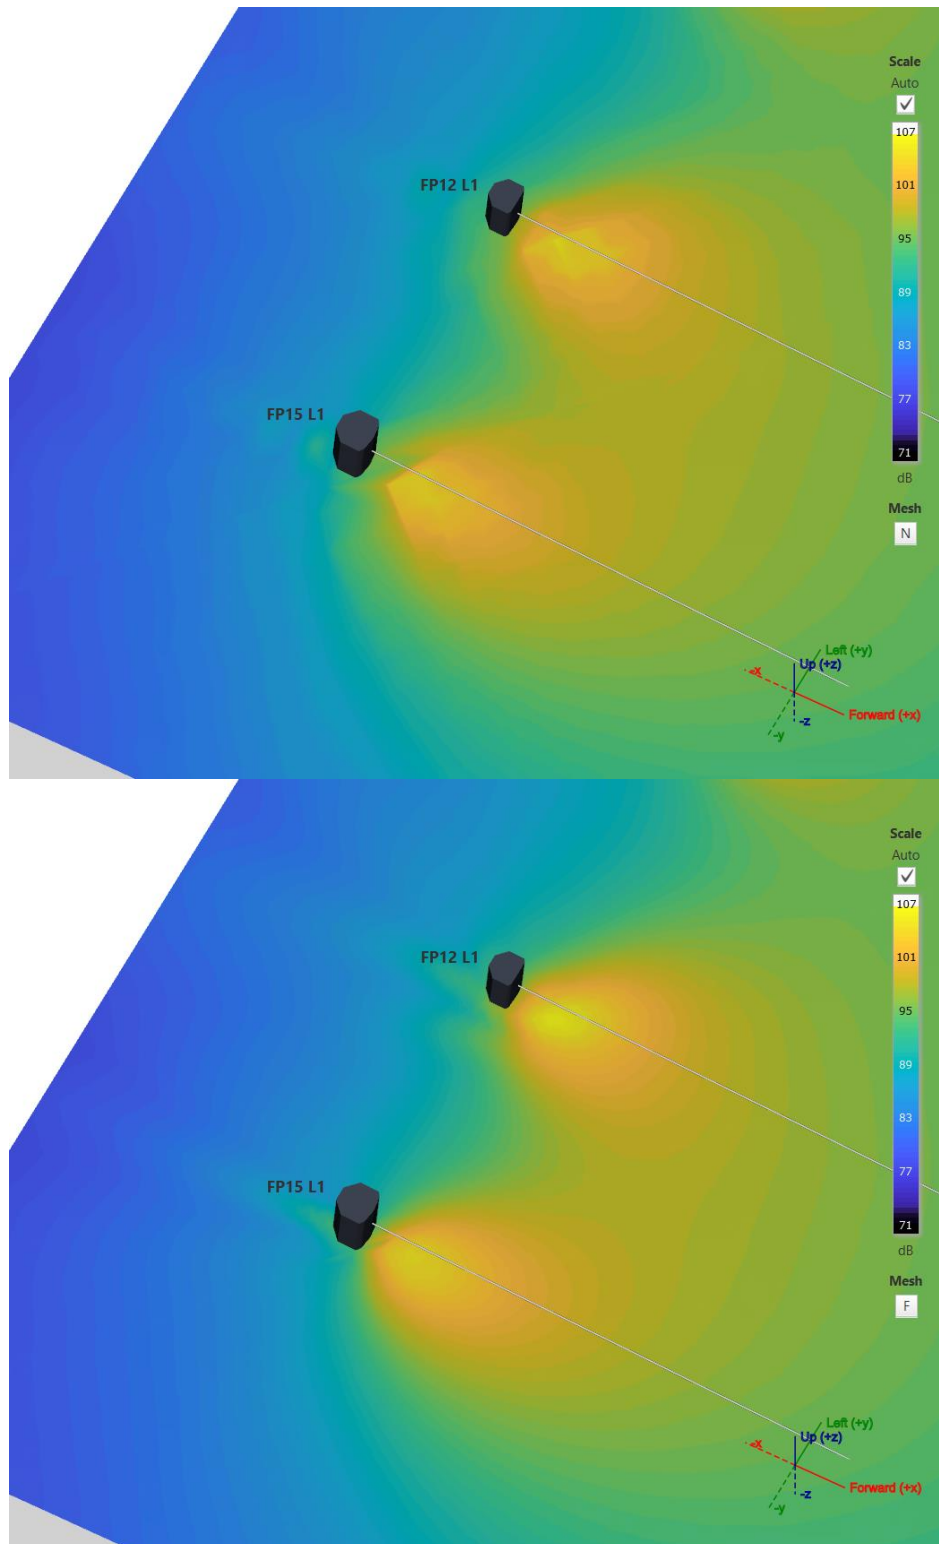 Scale
Auto
107
FP12 L1
101
95
89
83
77
FP15 L1
71
dB
Mesh
N
Left (+y)
Up (+z)
-x
Forward (+x)
-z
-y
Scale
Auto
107
FP12 L1
101
95
89
83
77
FP15 L1
71
dB
Mesh
F
Left (+y)
Up (+z)
-x
Forward (+x)
-z
-y